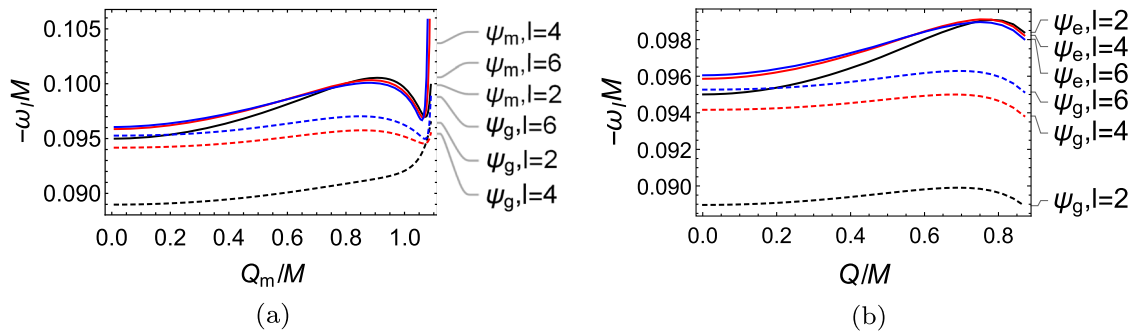 0.105
0.100
0.095
0.090
-ω_I/M
0.0 0.2 0.4 0.6 0.8 1.0
Q_m/M
ψ_m,l=4
ψ_m,l=6
ψ_m,l=2
ψ_g,l=6
ψ_g,l=2
ψ_g,l=4
(a)
0.098
0.096
0.094
0.092
0.090
-ω_I/M
0.0 0.2 0.4 0.6 0.8
Q/M
ψ_e,l=2
ψ_e,l=4
ψ_e,l=6
ψ_g,l=6
ψ_g,l=4
ψ_g,l=2
(b)